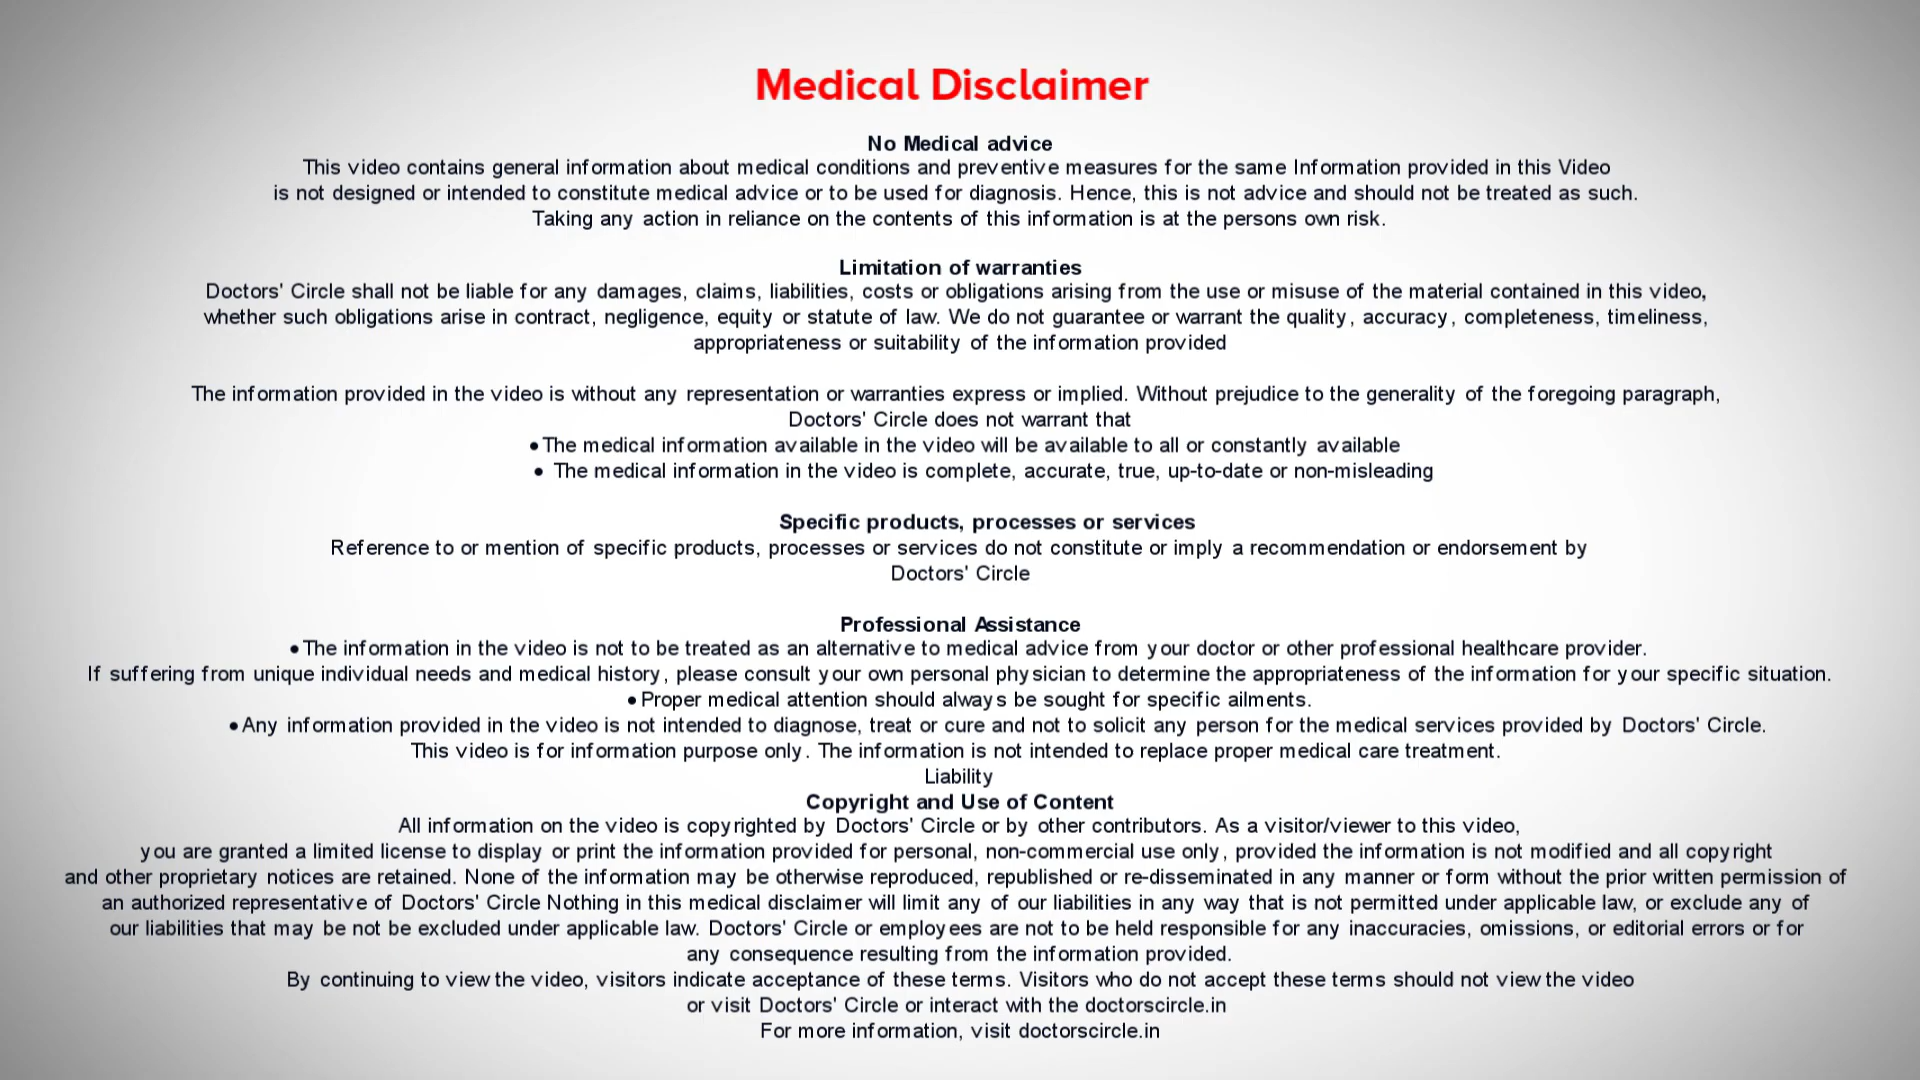 Medical Disclaimer
No Medical advice
This video contains general information about medical conditions and preventive measures for the same Information provided in this Video
is not designed or intended to constitute medical advice or to be used for diagnosis. Hence, this is not advice and should not be treated as such.
Taking any action in reliance on the contents of this information is at the persons own risk.
Limitation of warranties
Doctors' Circle shall not be liable for any damages, claims, liabilities, costs or obligations arising from the use or misuse of the material contained in this video,
whether such obligations arise in contract, negligence, equity or statute of law. We do not guarantee or warrant the quality, accuracy, completeness, timeliness,
appropriateness or suitability of the information provided
The information provided in the video is without any representation or warranties express or implied. Without prejudice to the generality of the foregoing paragraph,
Doctors' Circle does not warrant that
•The medical information available in the video will be available to all or constantly available
• The medical information in the video is complete, accurate, true, up-to-date or non-misleading
Specific products, processes or services
Reference to or mention of specific products, processes or services do not constitute or imply a recommendation or endorsement by
Doctors' Circle
Professional Assistance
•The information in the video is not to be treated as an alternative to medical advice from your doctor or other professional healthcare provider.
If suffering from unique individual needs and medical history, please consult your own personal physician to determine the appropriateness of the information for your specific situation.
•Proper medical attention should always be sought for specific ailments.
•Any information provided in the video is not intended to diagnose, treat or cure and not to solicit any person for the medical services provided by Doctors' Circle.
This video is for information purpose only. The information is not intended to replace proper medical care treatment.
Liability
Copyright and Use of Content
All information on the video is copyrighted by Doctors' Circle or by other contributors. As a visitor/viewer to this video,
you are granted a limited license to display or print the information provided for personal, non-commercial use only, provided the information is not modified and all copyright
and other proprietary notices are retained. None of the information may be otherwise reproduced, republished or re-disseminated in any manner or form without the prior written permission of
an authorized representative of Doctors' Circle Nothing in this medical disclaimer will limit any of our liabilities in any way that is not permitted under applicable law, or exclude any of
our liabilities that may be not be excluded under applicable law. Doctors' Circle or employees are not to be held responsible for any inaccuracies, omissions, or editorial errors or for
any consequence resulting from the information provided.
By continuing to view the video, visitors indicate acceptance of these terms. Visitors who do not accept these terms should not view the video
or visit Doctors' Circle or interact with the doctorscircle.in
For more information, visit doctorscircle.in